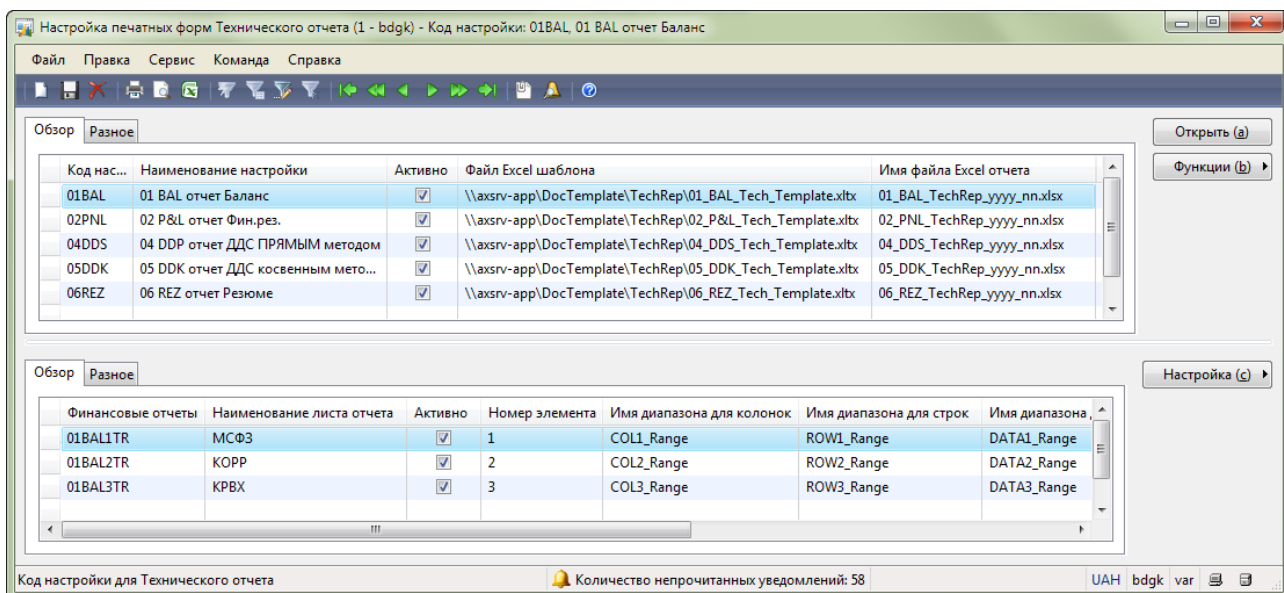 Настройка печатных форм Технического отчета (1 - bdgk) - Код настройки: 01BAL, 01 BAL отчет Баланс
Файл Правка Сервис Команда Справка
Обзор Разное
Открыть (a)
Функции (b)
Код нас... Наименование настройки Активно Файл Excel шаблона Имя файла Excel отчета
01BAL 01 BAL отчет Баланс \\axsrv-app\DocTemplate\TechRep\01_BAL_Tech_Template.xltx 01_BAL_TechRep_yyyy_nn.xlsx
02PNL 02 P&L отчет Фин.рез. \\axsrv-app\DocTemplate\TechRep\02_P&L_Tech_Template.xltx 02_PNL_TechRep_yyyy_nn.xlsx
04DDS 04 DDP отчет ДДС ПРЯМЫМ методом \\axsrv-app\DocTemplate\TechRep\04_DDS_Tech_Template.xltx 04_DDS_TechRep_yyyy_nn.xlsx
05DDK 05 DDK отчет ДДС косвенным мето... \\axsrv-app\DocTemplate\TechRep\05_DDK_Tech_Template.xltx 05_DDK_TechRep_yyyy_nn.xlsx
06REZ 06 REZ отчет Резюме \\axsrv-app\DocTemplate\TechRep\06_REZ_Tech_Template.xltx 06_REZ_TechRep_yyyy_nn.xlsx
Обзор Разное
Настройка (c)
Финансовые отчеты Наименование листа отчета Активно Номер элемента Имя диапазона для колонок Имя диапазона для строк Имя диапазона
01BAL1TR МСФЗ 1 COL1_Range ROW1_Range DATA1_Range
01BAL2TR КОРР 2 COL2_Range ROW2_Range DATA2_Range
01BAL3TR КРВХ 3 COL3_Range ROW3_Range DATA3_Range
Код настройки для Технического отчета Количество непрочитанных уведомлений: 58 UAH bdgk var